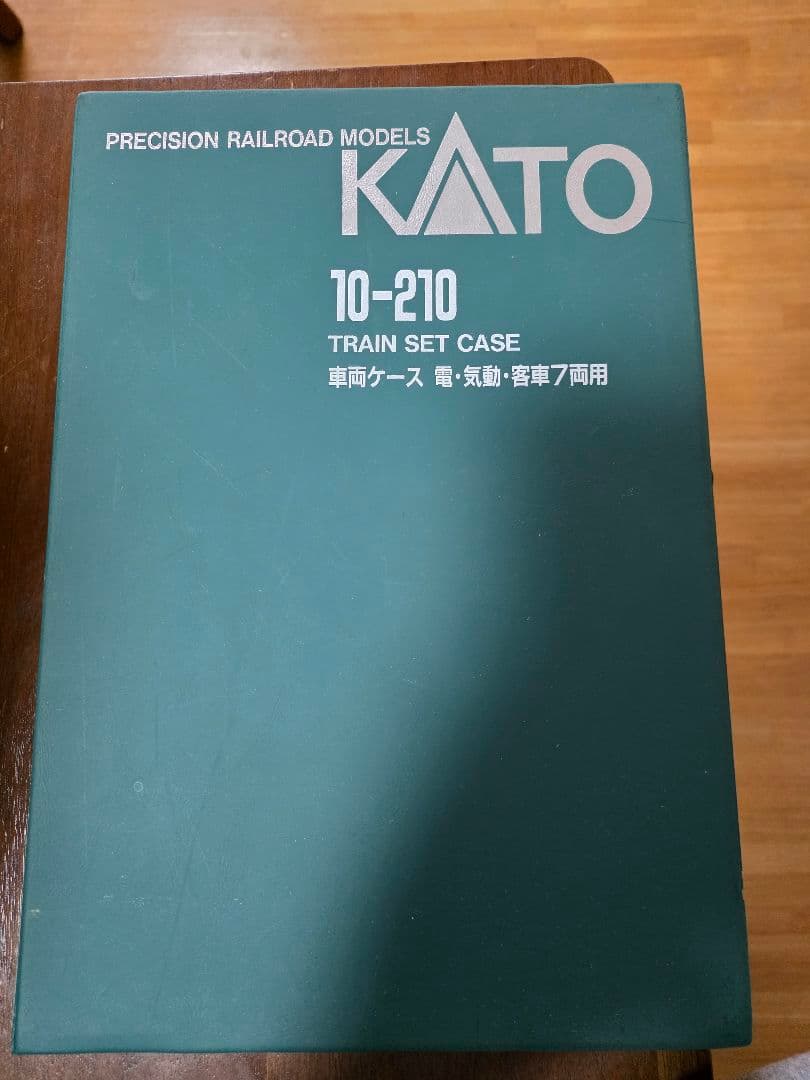 PRECISION RAILROAD MODELS
KATO
10-210
TRAIN SET CASE
車両ケース 電・気動・客車7両用